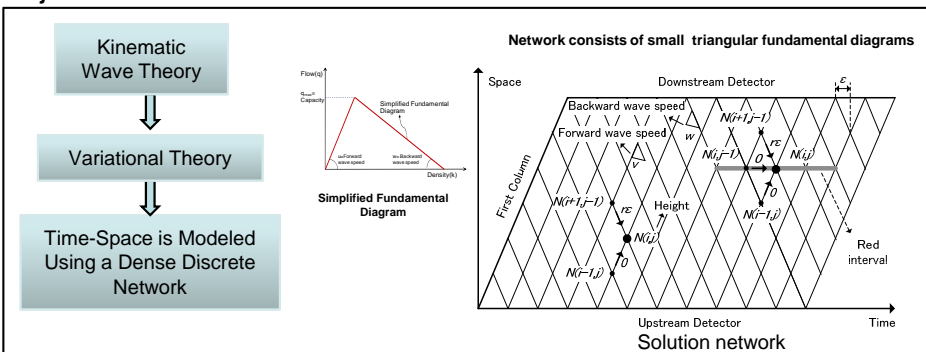 Kinematic
Wave Theory
Variational Theory
Time-Space is Modeled
Using a Dense Discrete
Network
Flow(q)
Capacity
Simplified Fundamental
Diagram
u=Forward
wave speed
w=Backward
wave speed
Density(k)
Simplified Fundamental
Diagram
Network consists of small triangular fundamental diagrams
Space
Downstream Detector
ε
Backward wave speed
w
Forward wave speed
v
N(i+1,j-1)
rε
N(i,j-1)
0
N(i,j)
0
N(i-1,j)
First Column
N(i+1,j-1)
rε
Height
N(i,j)
0
N(i-1,j)
Red
interval
Upstream Detector
Time
Solution network